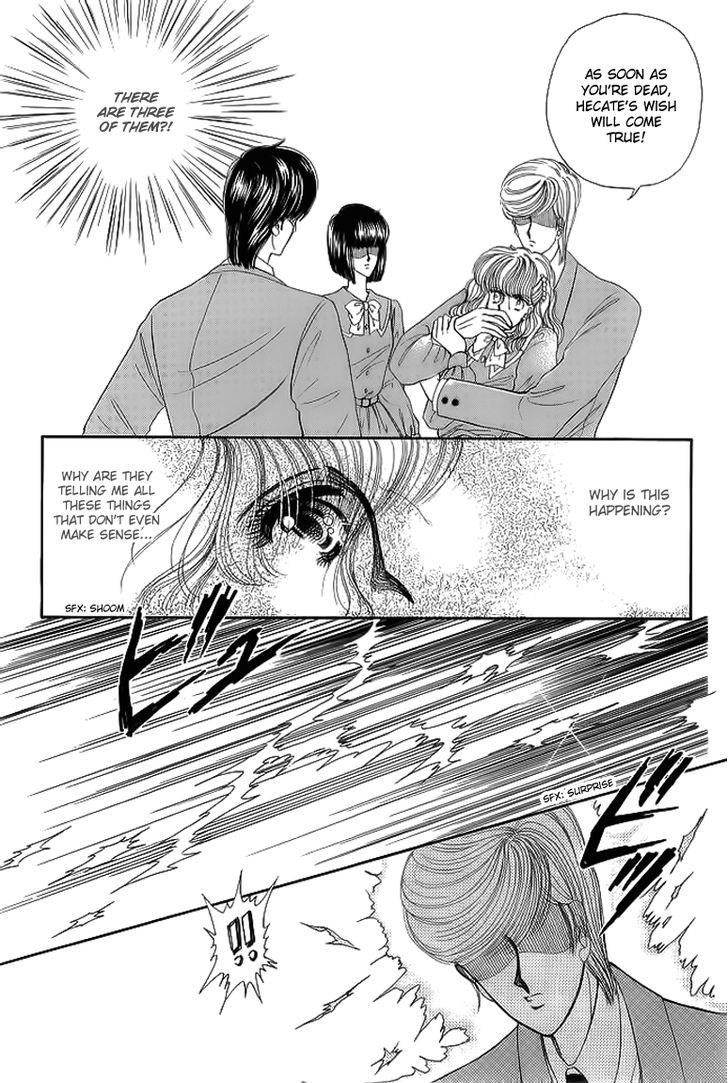 AS SOON AS
YOU'RE DEAD,
HECATE'S WISH
WILL COME
TRUE!
THERE
ARE THREE
OF THEM?!
WHY IS THIS
HAPPENING?
WHY ARE THEY
TELLING ME ALL
THESE THINGS
THAT DON'T EVEN
MAKE SENSE...
SFX: SHOOM
ビュ
SFX: SURPRISE
ビク
!!